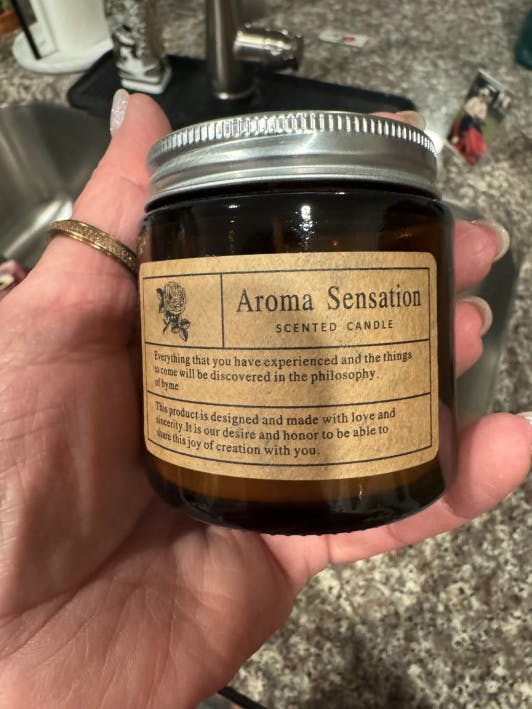 Aroma Sensation
SCENTED CANDLE
Everything that you have experienced and the things
to come will be discovered in the philosophy.
of byme
This product is designed and made with love and
sincerity.It is our desire and honor to be able to
share this joy of creation with you.